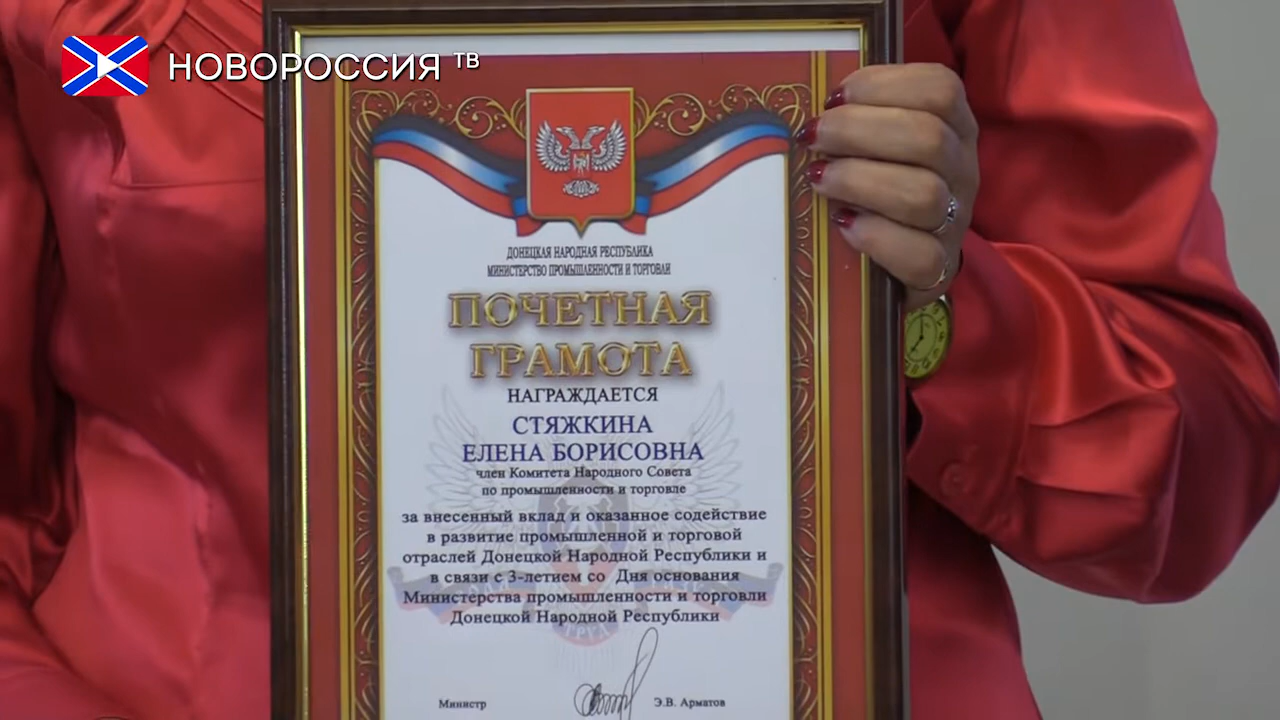 НОВОРОССИЯ ТВ
ДОНЕЦКАЯ НАРОДНАЯ РЕСПУБЛИКА
МИНИСТЕРСТВО ПРОМЫШЛЕННОСТИ И ТОРГОВЛИ
ПОЧЕТНАЯ
ГРАМОТА
НАГРАЖДАЕТСЯ
СТЯЖКИНА
ЕЛЕНА БОРИСОВНА
член Комитета Народного Совета
по промышленности и торговле
за внесенный вклад и оказанное содействие
в развитие промышленной и торговой
отраслей Донецкой Народной Республики и
в связи с 3-летием со Дня основания
Министерства промышленности и торговли
Донецкой Народной Республики
Министр Э.В. Арматов